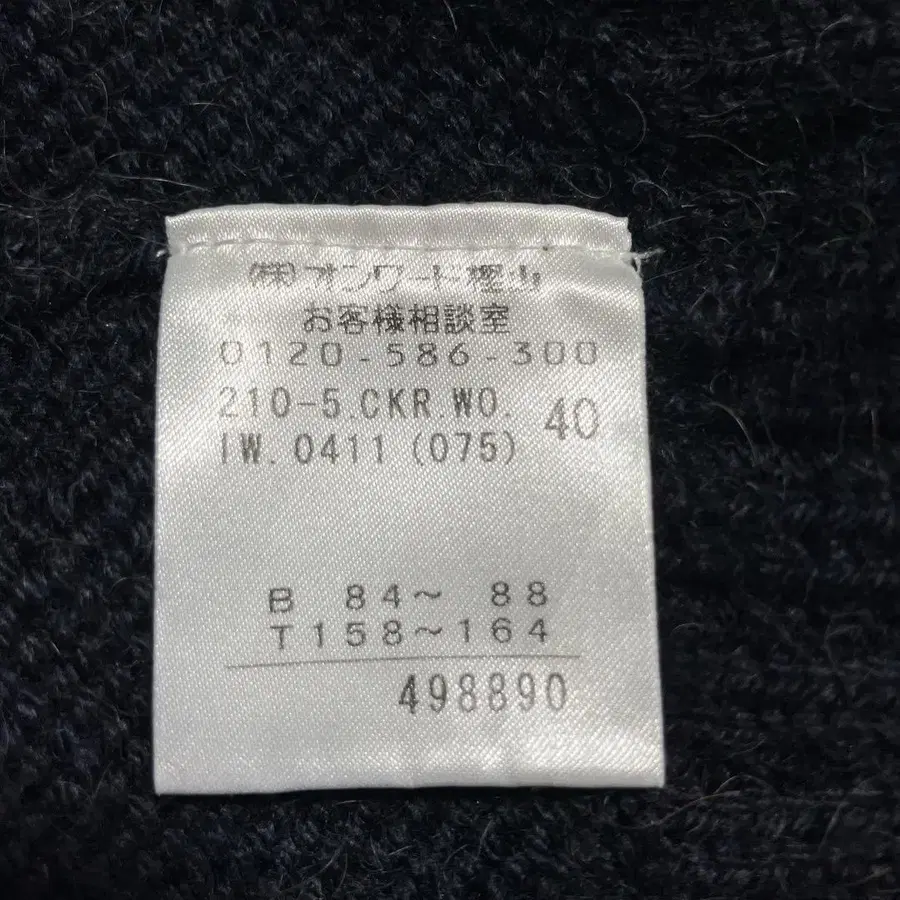 (株)オンワード樫山
お客様相談室
0120-586-300
210-5.CKR.WO. 40
IW.0411(075)
B 84～ 88
T158～164
498890